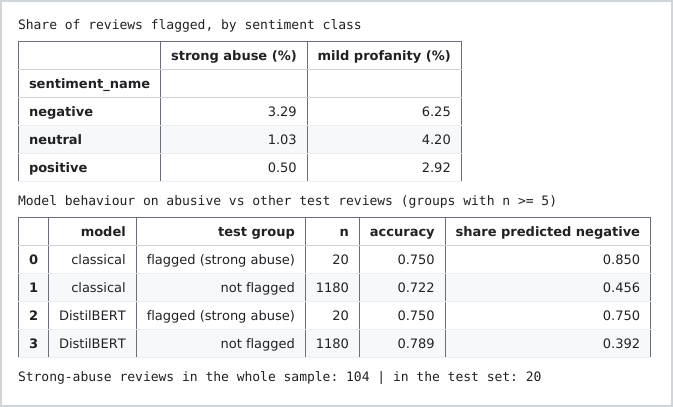 Share of reviews flagged, by sentiment class
strong abuse (%) mild profanity (%)
sentiment_name
negative 3.29 6.25
neutral 1.03 4.20
positive 0.50 2.92
Model behaviour on abusive vs other test reviews (groups with n >= 5)
model test group n accuracy share predicted negative
0 classical flagged (strong abuse) 20 0.750 0.850
1 classical not flagged 1180 0.722 0.456
2 DistilBERT flagged (strong abuse) 20 0.750 0.750
3 DistilBERT not flagged 1180 0.789 0.392
Strong-abuse reviews in the whole sample: 104 | in the test set: 20